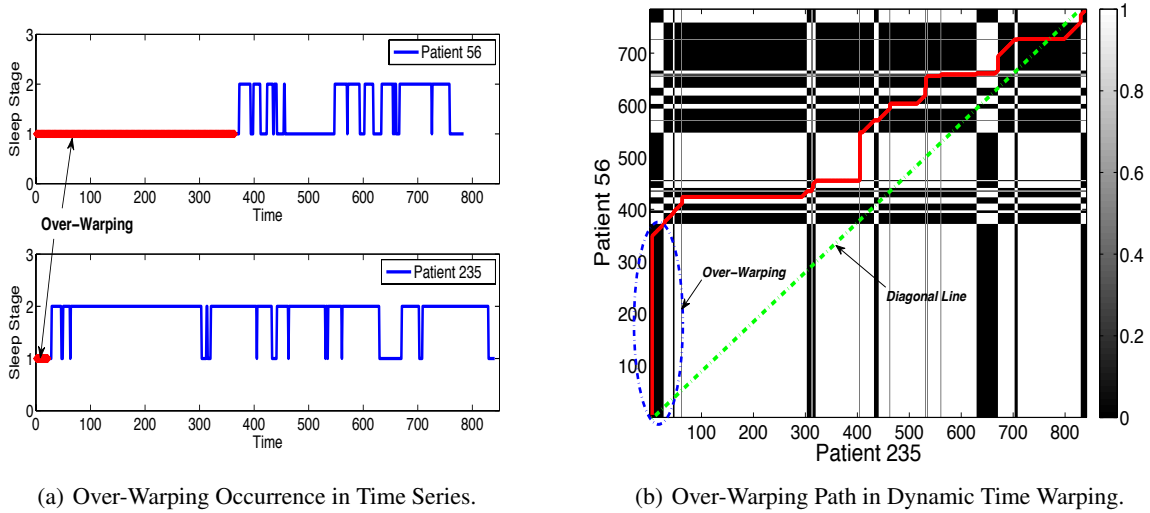 3
2
1
0
Sleep Stage
Patient 56
0 100 200 300 400 500 600 700 800
Time
Over-Warping
3
2
1
0
Sleep Stage
Patient 235
0 100 200 300 400 500 600 700 800
Time
(a) Over-Warping Occurrence in Time Series.
700
600
500
400
300
200
100
Patient 56
Over-Warping
Diagonal Line
100 200 300 400 500 600 700 800
Patient 235
1
0.8
0.6
0.4
0.2
0
(b) Over-Warping Path in Dynamic Time Warping.